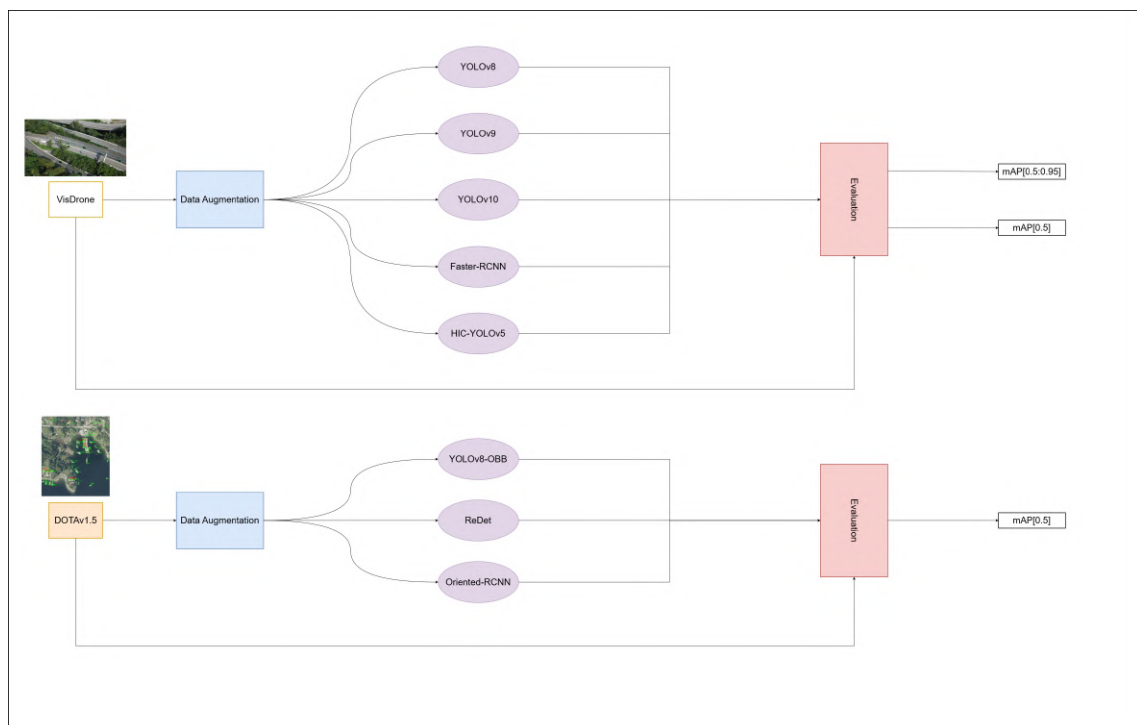 YOLOv8
YOLOv9
VisDrone
Data Augmentation
YOLOv10
Faster-RCNN
HIC-YOLOv5
Evaluation
mAP[0.5:0.95]
mAP[0.5]
DOTAv1.5
Data Augmentation
YOLOv8-OBB
ReDet
Oriented-RCNN
Evaluation
mAP[0.5]